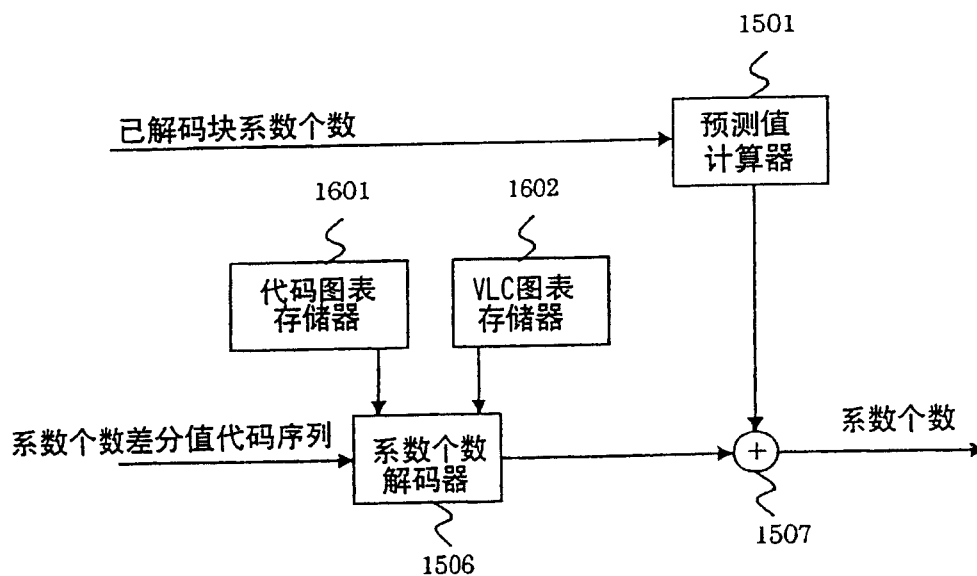 1501
己解码块系数个数
预测值
计算器
1601
1602
代码图表
存储器
VLC图表
存储器
系数个数差分值代码序列
系数个数
解码器
+
系数个数
1506
1507